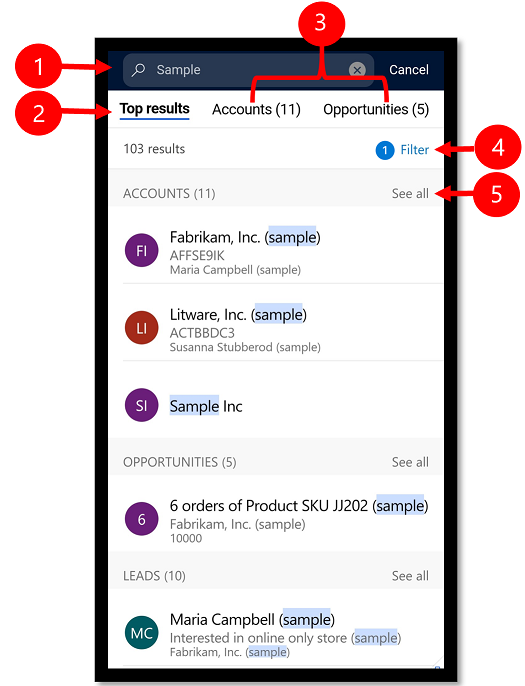 3
1
Sample
Cancel
2
Top results Accounts (11) Opportunities (5)
103 results
1 Filter
4
ACCOUNTS (11) See all
5
FI
Fabrikam, Inc. (sample)
AFFSE9IK
Maria Campbell (sample)
LI
Litware, Inc. (sample)
ACTBBDC3
Susanna Stubberod (sample)
SI
Sample Inc
OPPORTUNITIES (5) See all
6
6 orders of Product SKU JJ202 (sample)
Fabrikam, Inc. (sample)
10000
LEADS (10) See all
MC
Maria Campbell (sample)
Interested in online only store (sample)
Fabrikam, Inc. (sample)